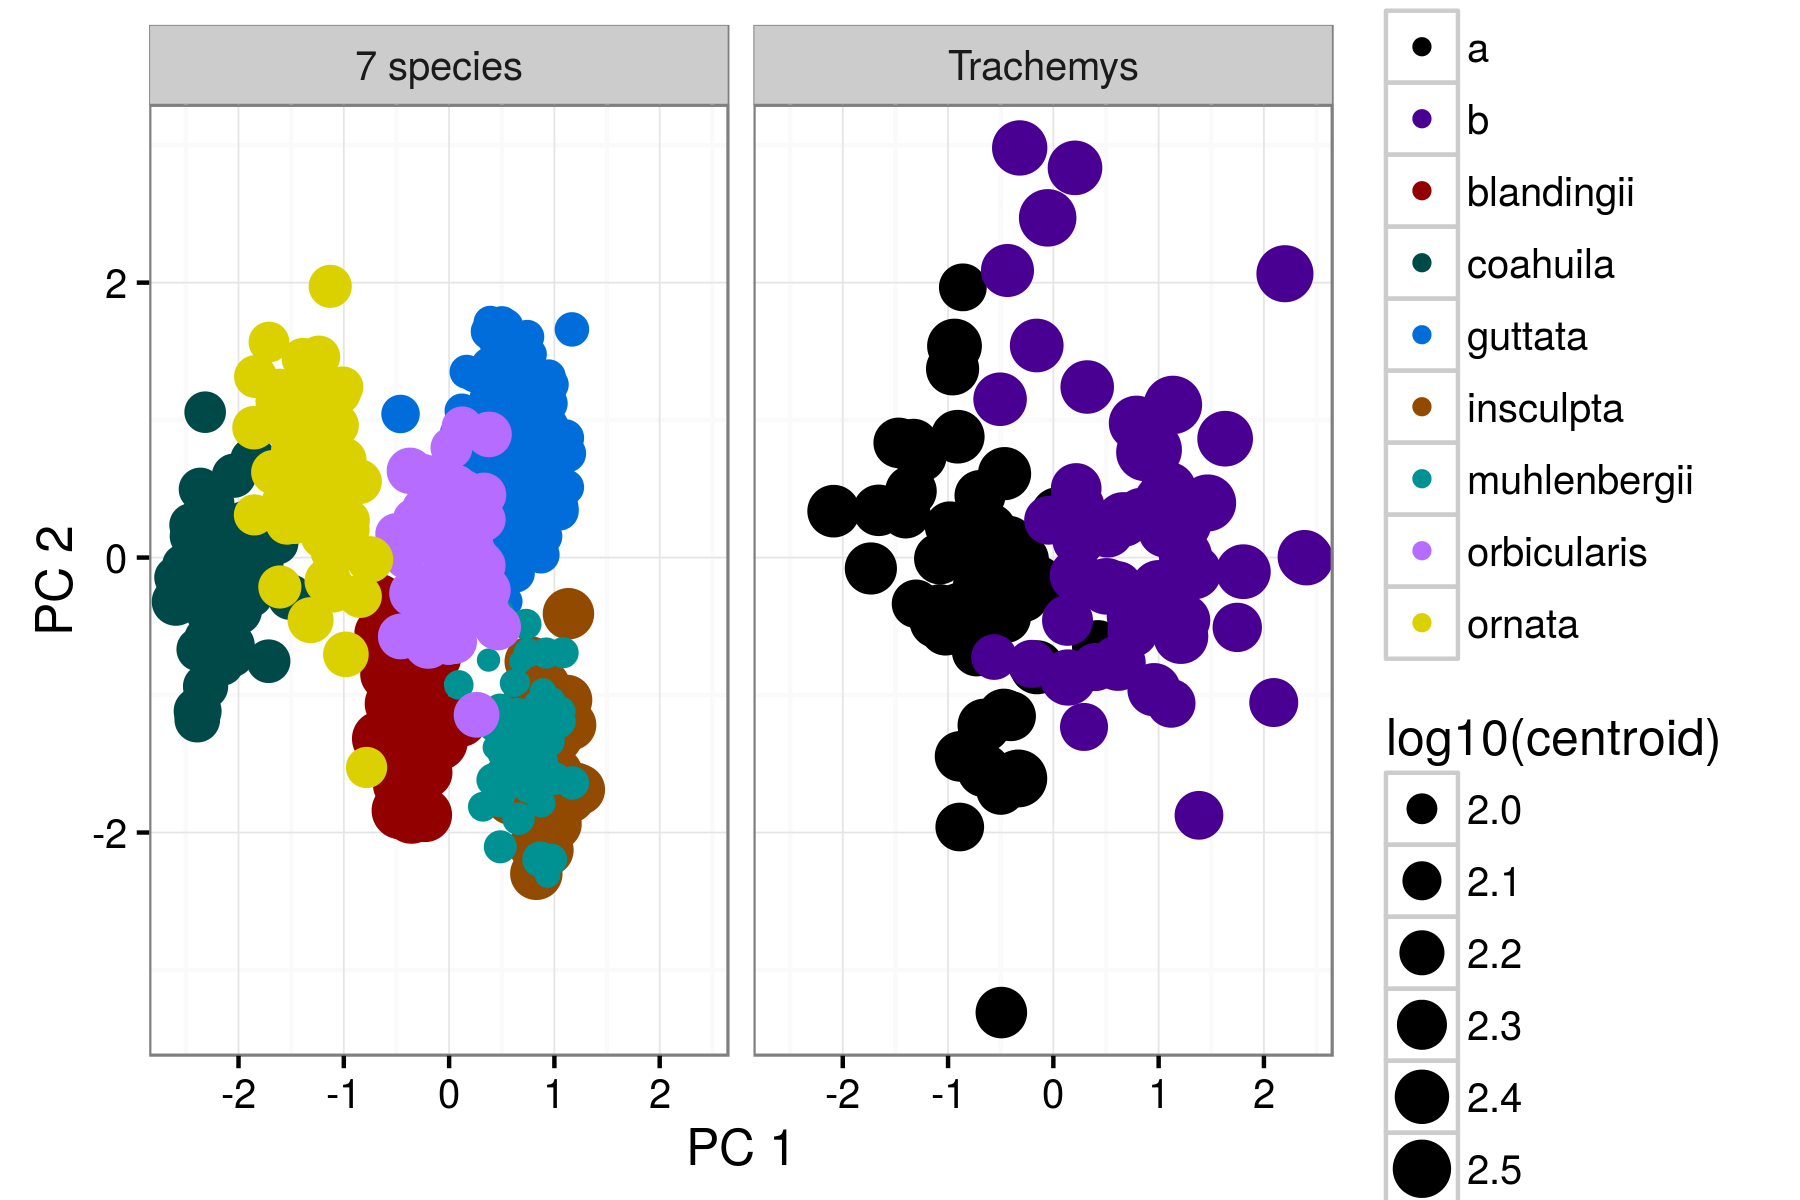 7 species
Trachemys
PC 2
2
0
-2
-2 -1 0 1 2
-2 -1 0 1 2
PC 1
a
b
blandingii
coahuila
guttata
insculpta
muhlenbergii
orbicularis
ornata
log10(centroid)
2.0
2.1
2.2
2.3
2.4
2.5